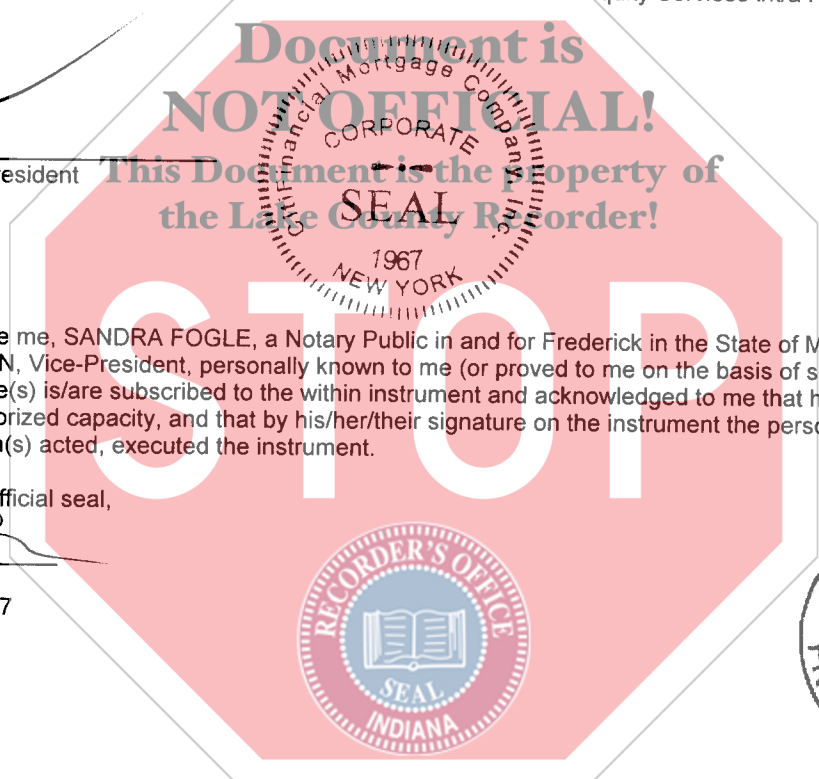 quity Services
Document is
NOT OFFICIAL!
This Document is the property of
the Lake County Recorder!
CitiFinancial Mortgage Company, Inc.
CORPORATE
SEAL
1967
NEW YORK
esident
e me, SANDRA FOGLE, a Notary Public in and for Frederick in the State of M
N, Vice-President, personally known to me (or proved to me on the basis of s
e(s) is/are subscribed to the within instrument and acknowledged to me that h
orized capacity, and that by his/her/their signature on the instrument the perso
(s) acted, executed the instrument.
fficial seal,
7
STOP
RECORDER'S OFFICE
SEAL
INDIANA